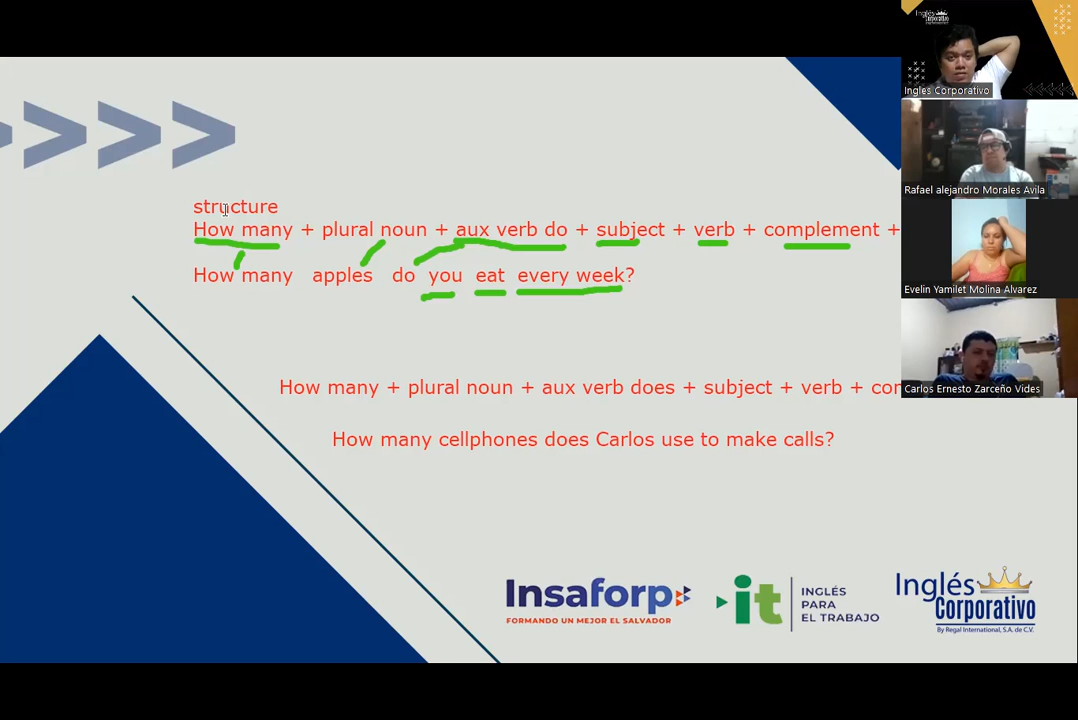 Inglés
Corporativo
Ingles Corporativo
Rafael alejandro Morales Avila
Evelin Yamilet Molina Alvarez
Carlos Ernesto Zarceño Vides
structure
How many + plural noun + aux verb do + subject + verb + complement +
How many apples do you eat every week?
How many + plural noun + aux verb does + subject + verb + con
How many cellphones does Carlos use to make calls?
Insaforp
FORMANDO UN MEJOR EL SALVADOR
it
INGLÉS
PARA
EL TRABAJO
Inglés
Corporativo
By Regal International, S.A. de C.V.